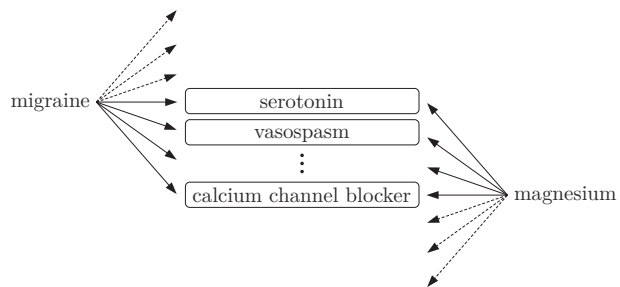 serotonin
migraine
vasospasm
calcium channel blocker
magnesium